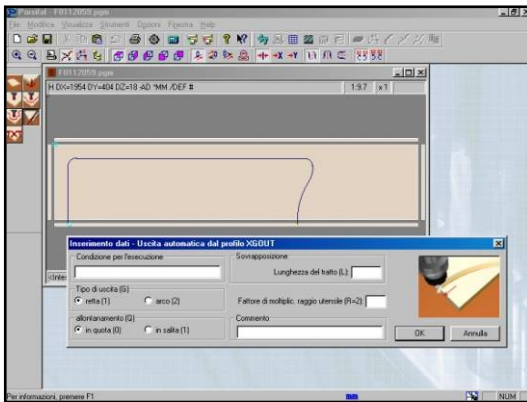 Parsifal - F0112059.pgm
File Modifica Visualizza Strumenti Opzioni Finestra Help
F0112059.pgm
H DX=1954 DY=404 DZ=18 -AD *MM /DEF #
1:9.7 x1
Inserimento dati - Uscita automatica dal profilo XGOUT
Condizione per l'esecuzione
Sovrapposizione
Lunghezza del tratto (L):
Tipo di uscita (G)
retta (1) arco (2)
Fattore di moltiplic. raggio utensile (R=2):
allontanamento (Q)
in quota (0) in salita (1)
Commento
OK Annulla
Per informazioni, premere F1
mm
NUM